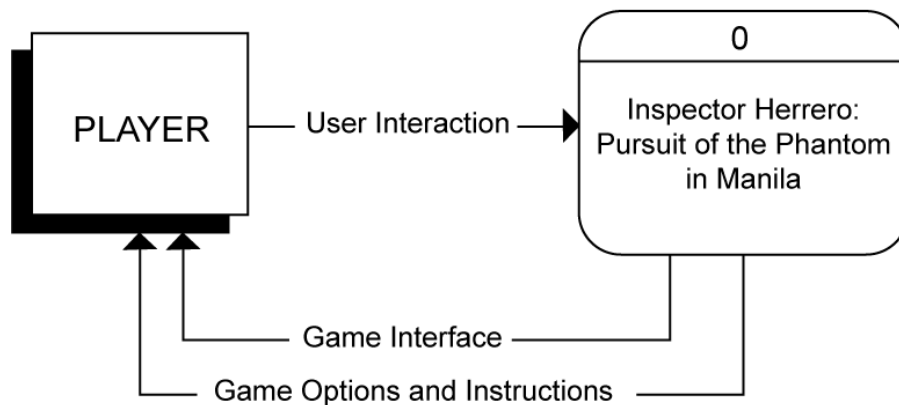 PLAYER
User Interaction
0
Inspector Herrero:
Pursuit of the Phantom
in Manila
Game Interface
Game Options and Instructions